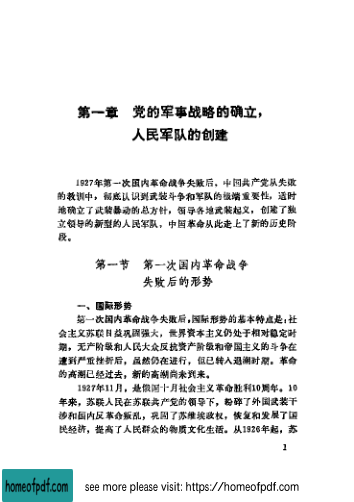 第一章 党的军事战略的确立，
人民军队的创建
1927年第一次国内革命战争失败后，中国共产党从失败
的教训中，彻底认识到武装斗争和军队的极端重要性，适时
地确立了武装暴动的总方针，领导各地武装起义，创建了独
立领导的新型的人民军队，中国革命从此走上了新的历史阶
段。
第一节 第一次国内革命战争
失败后的形势
一、国际形势
第一次国内革命战争失败后，国际形势的基本特点是：社
会主义苏联日益巩固强大，世界资本主义仍处于相对稳定时
期，无产阶级和人民大众反抗资产阶级和帝国主义的斗争在
遭到严重挫折后，虽然仍在进行，但已转入退潮时期。革命
的高潮已经过去，新的高潮尚未到来。
1927年11月，是俄国十月社会主义革命胜利10周年。10
年来，苏联人民在苏联共产党的领导下，粉碎了外国武装干
涉和国内反革命叛乱，巩固了苏维埃政权，恢复和发展了国
民经济，提高了人民群众的物质文化生活。从1926年起，苏
1
homeofpdf.com
see more please visit: https://homeofpdf.com